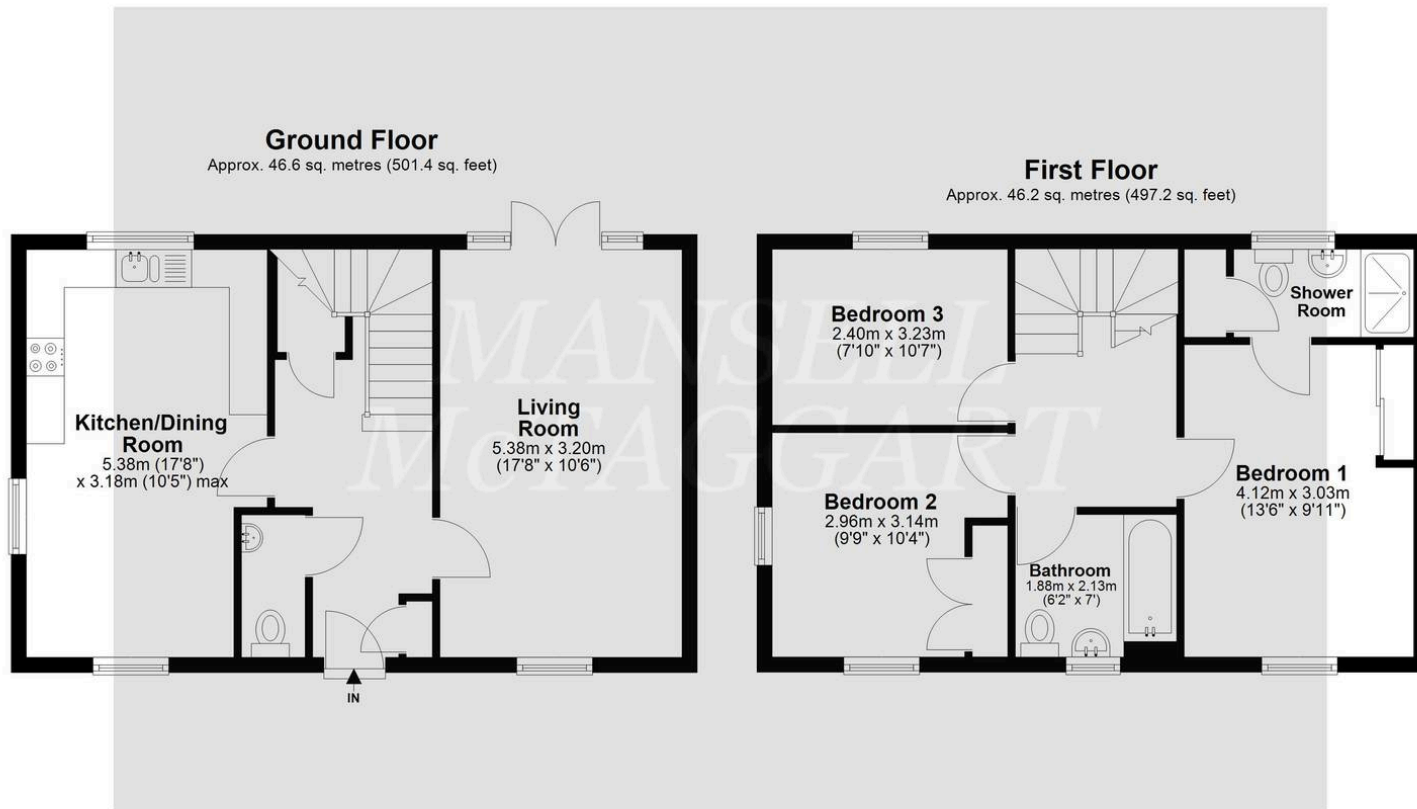 Ground Floor
Approx. 46.6 sq. metres (501.4 sq. feet)
Kitchen/Dining
Room
5.38m (17'8")
x 3.18m (10'5") max
Living
Room
5.38m x 3.20m
(17'8" x 10'6")
IN
First Floor
Approx. 46.2 sq. metres (497.2 sq. feet)
Bedroom 3
2.40m x 3.23m
(7'10" x 10'7")
Shower
Room
Bedroom 2
2.96m x 3.14m
(9'9" x 10'4")
Bedroom 1
4.12m x 3.03m
(13'6" x 9'11")
Bathroom
1.88m x 2.13m
(6'2" x 7')
MANSELL
McTAGGART